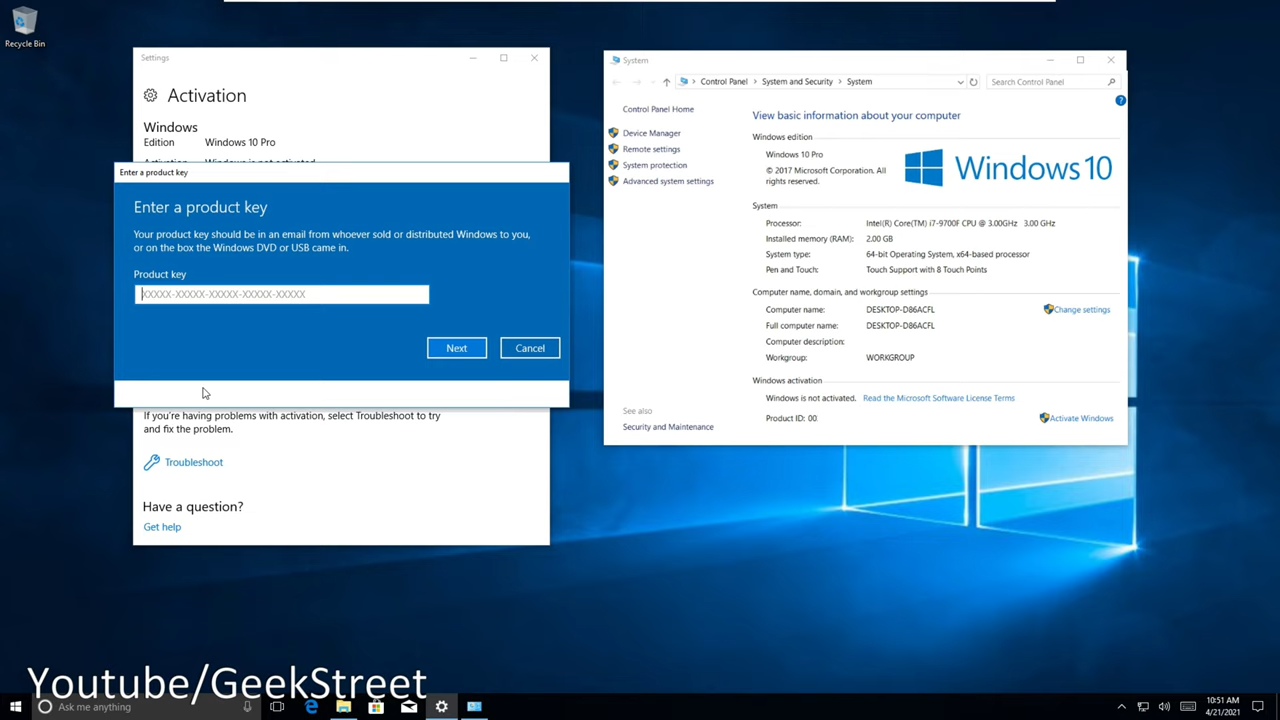 Recycle Bin
Settings
Activation
Windows
Edition Windows 10 Pro
Enter a product key
Enter a product key
Your product key should be in an email from whoever sold or distributed Windows to you,
or on the box the Windows DVD or USB came in.
Product key
XXXXX-XXXXX-XXXXX-XXXXX-XXXXX
Next Cancel
If you're having problems with activation, select Troubleshoot to try
and fix the problem.
Troubleshoot
Have a question?
Get help
System
Control Panel > System and Security > System
Search Control Panel
?
Control Panel Home
Device Manager
Remote settings
System protection
Advanced system settings
See also
Security and Maintenance
View basic information about your computer
Windows edition
Windows 10 Pro
© 2017 Microsoft Corporation. All
rights reserved.
Windows 10
System
Processor: Intel(R) Core(TM) i7-9700F CPU @ 3.00GHz 3.00 GHz
Installed memory (RAM): 2.00 GB
System type: 64-bit Operating System, x64-based processor
Pen and Touch: Touch Support with 8 Touch Points
Computer name, domain, and workgroup settings
Computer name: DESKTOP-D86ACFL
Change settings
Full computer name: DESKTOP-D86ACFL
Computer description:
Workgroup: WORKGROUP
Windows activation
Windows is not activated. Read the Microsoft Software License Terms
Product ID: 00
Activate Windows
Youtube/GeekStreet
Ask me anything
10:51 AM
4/21/2021